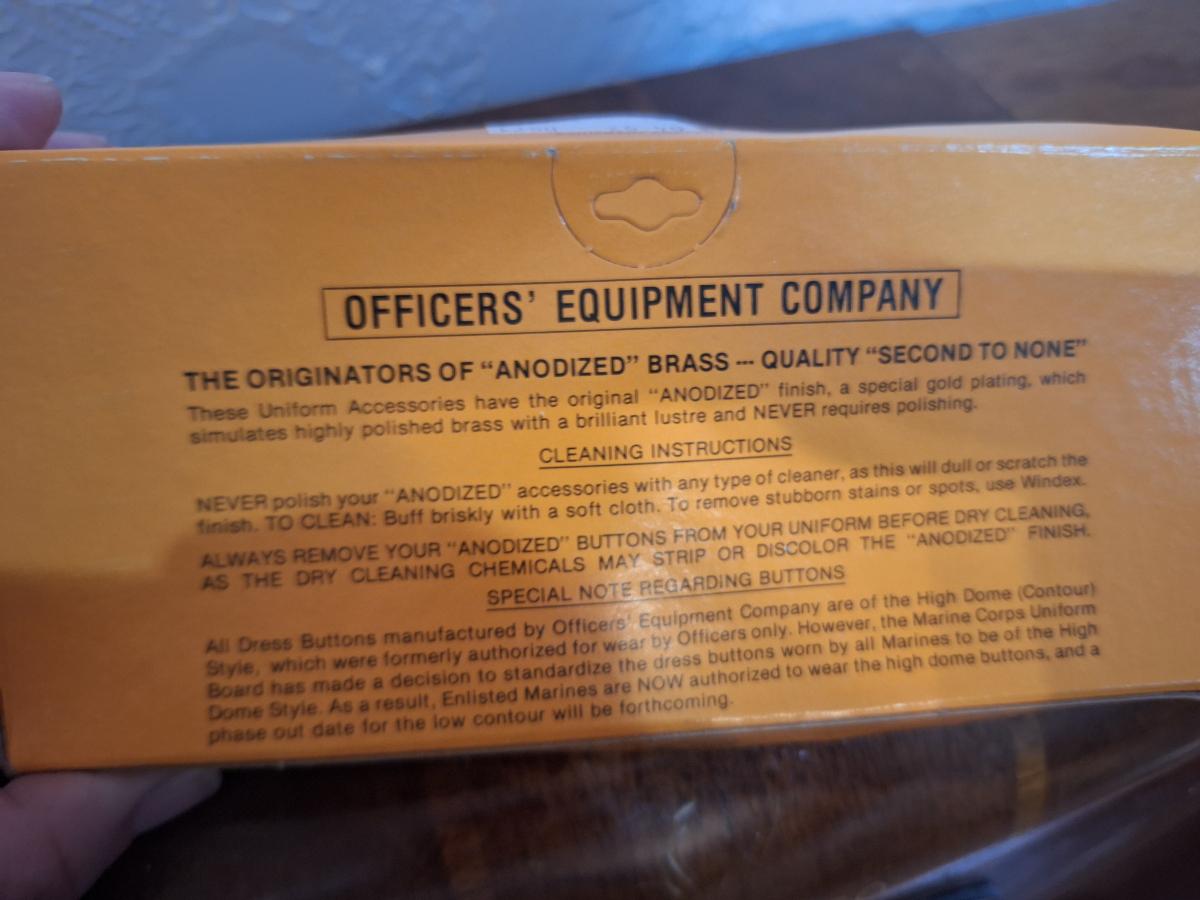 OFFICERS' EQUIPMENT COMPANY
THE ORIGINATORS OF "ANODIZED" BRASS --- QUALITY "SECOND TO NONE"
These Uniform Accessories have the original "ANODIZED" finish, a special gold plating, which
simulates highly polished brass with a brilliant lustre and NEVER requires polishing.
CLEANING INSTRUCTIONS
NEVER polish your "ANODIZED" accessories with any type of cleaner, as this will dull or scratch the
finish. TO CLEAN: Buff briskly with a soft cloth. To remove stubborn stains or spots, use Windex.
ALWAYS REMOVE YOUR "ANODIZED" BUTTONS FROM YOUR UNIFORM BEFORE DRY CLEANING,
AS THE DRY CLEANING CHEMICALS MAY STRIP OR DISCOLOR THE "ANODIZED" FINISH.
SPECIAL NOTE REGARDING BUTTONS
All Dress Buttons manufactured by Officers' Equipment Company are of the High Dome (Contour)
Style, which were formerly authorized for wear by Officers only. However, the Marine Corps Uniform
Board has made a decision to standardize the dress buttons worn by all Marines to be of the High
Dome Style. As a result, Enlisted Marines are NOW authorized to wear the high dome buttons, and a
phase out date for the low contour will be forthcoming.